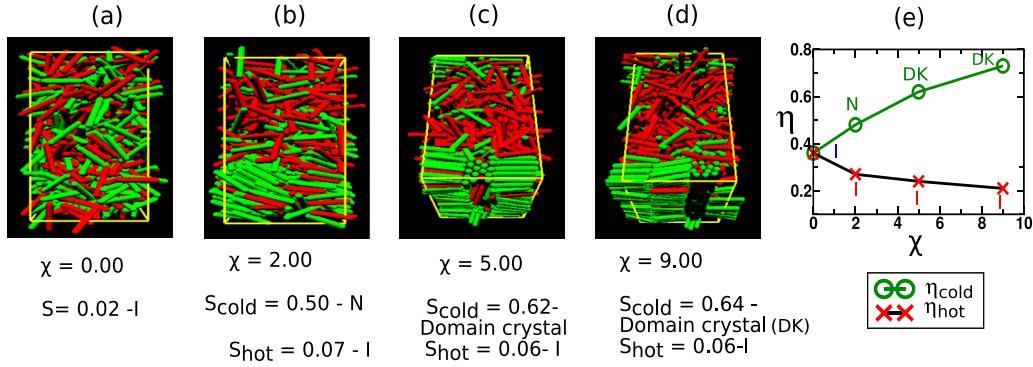 (a)
(b)
(c)
(d)
(e)
χ = 0.00
S= 0.02 -I
χ = 2.00
Scold = 0.50 - N
Shot = 0.07 - I
χ = 5.00
Scold = 0.62-
Domain crystal
Shot = 0.06- I
χ = 9.00
Scold = 0.64 -
Domain crystal (DK)
Shot = 0.06-I
0.8
0.6
0.4
0.2
η
N
DK
DK
I
I
I
I
0 2 4 6 8 10
χ
ηcold
ηhot